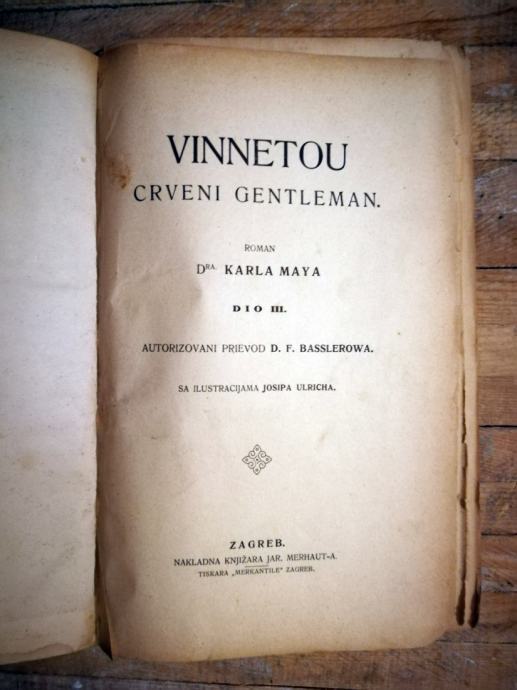 VINNETOU
CRVENI GENTLEMAN.
ROMAN
DRA. KARLA MAYA
DIO III.
AUTORIZOVANI PRIEVOD D. F. BASSLEROWA.
SA ILUSTRACIJAMA JOSIPA ULRICHA.
ZAGREB.
NAKLADNA KNJIŽARA JAR. MERHAUT-A.
TISKARA „MERKANTILE" ZAGREB.